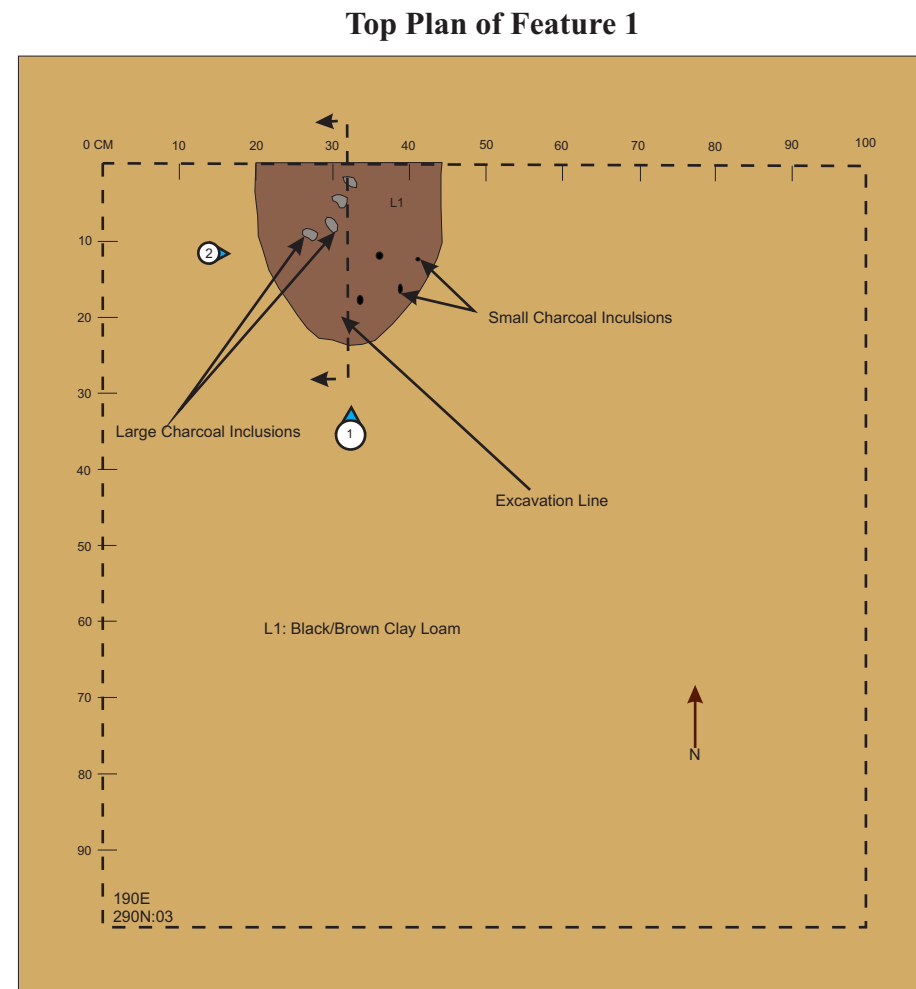 Top Plan of Feature 1
0 CM 10 20 30 40 50 60 70 80 90 100
L1
10
2
Small Charcoal Inculsions
20
30
Large Charcoal Inclusions
1
40
Excavation Line
50
60
L1: Black/Brown Clay Loam
70
N
80
90
190E
290N:03